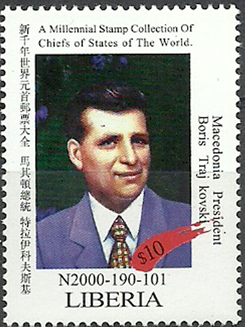 A Millennial Stamp Collection Of
Chiefs of States of The World.
新千年世界元首郵票大全 馬其頓總統 特拉伊科夫斯基
Macedonia President
Boris Traj kovski
$10
N2000-190-101
LIBERIA